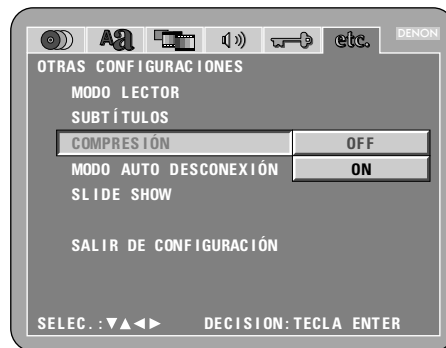 Aa etc. DENON
OTRAS CONFIGURACIONES
MODO LECTOR
SUBTÍTULOS
COMPRESIÓN OFF
MODO AUTO DESCONEXIÓN ON
SLIDE SHOW
SALIR DE CONFIGURACIÓN
SELEC.:▼▲◄► DECISION:TECLA ENTER